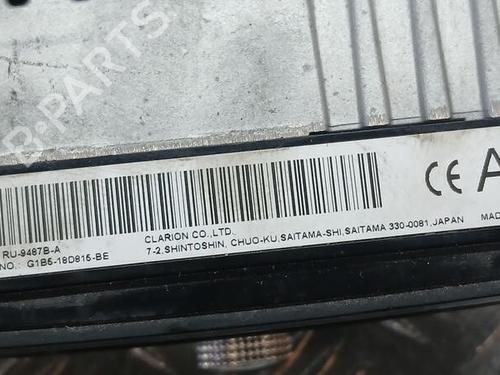 B-PARTS
CE A
RU-9487B-A
CLARION CO.,LTD.
NO.: G1B5-18D815-BE
7-2,SHINTOSHIN, CHUO-KU,SAITAMA-SHI,SAITAMA 330-0081,JAPAN
MAD